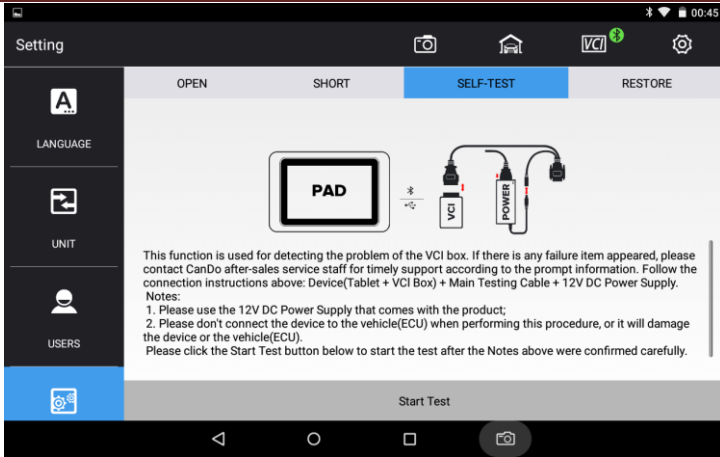 00:45
Setting
VCI
OPEN SHORT SELF-TEST RESTORE
A
LANGUAGE
UNIT
USERS
PAD
VCI
POWER
This function is used for detecting the problem of the VCI box. If there is any failure item appeared, please
contact CanDo after-sales service staff for timely support according to the prompt information. Follow the
connection instructions above: Device(Tablet + VCI Box) + Main Testing Cable + 12V DC Power Supply.
Notes:
1. Please use the 12V DC Power Supply that comes with the product;
2. Please don't connect the device to the vehicle(ECU) when performing this procedure, or it will damage
the device or the vehicle(ECU).
Please click the Start Test button below to start the test after the Notes above were confirmed carefully.
Start Test